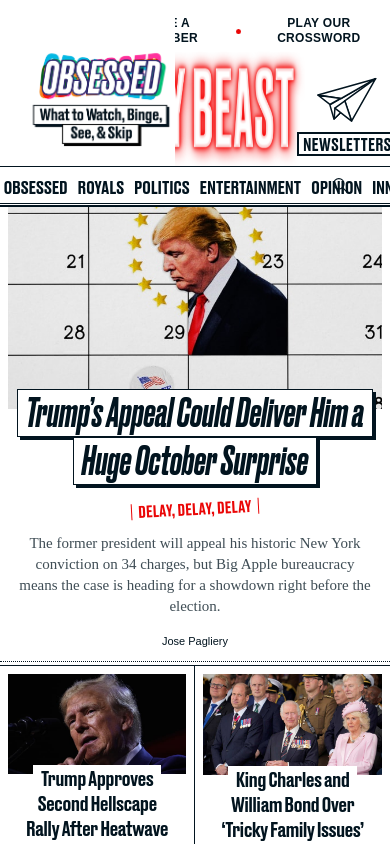 E A
BER
PLAY OUR
CROSSWORD
OBSESSED
What to Watch, Binge,
See, & Skip
Y BEAST
NEWSLETTERS
OBSESSED ROYALS POLITICS ENTERTAINMENT OPINION INN
21
23
24
28
29
31
Trump's Appeal Could Deliver Him a
Huge October Surprise
DELAY, DELAY, DELAY
The former president will appeal his historic New York
conviction on 34 charges, but Big Apple bureaucracy
means the case is heading for a showdown right before the
election.
Jose Pagliery
Trump Approves
Second Hellscape
Rally After Heatwave
King Charles and
William Bond Over
‘Tricky Family Issues’